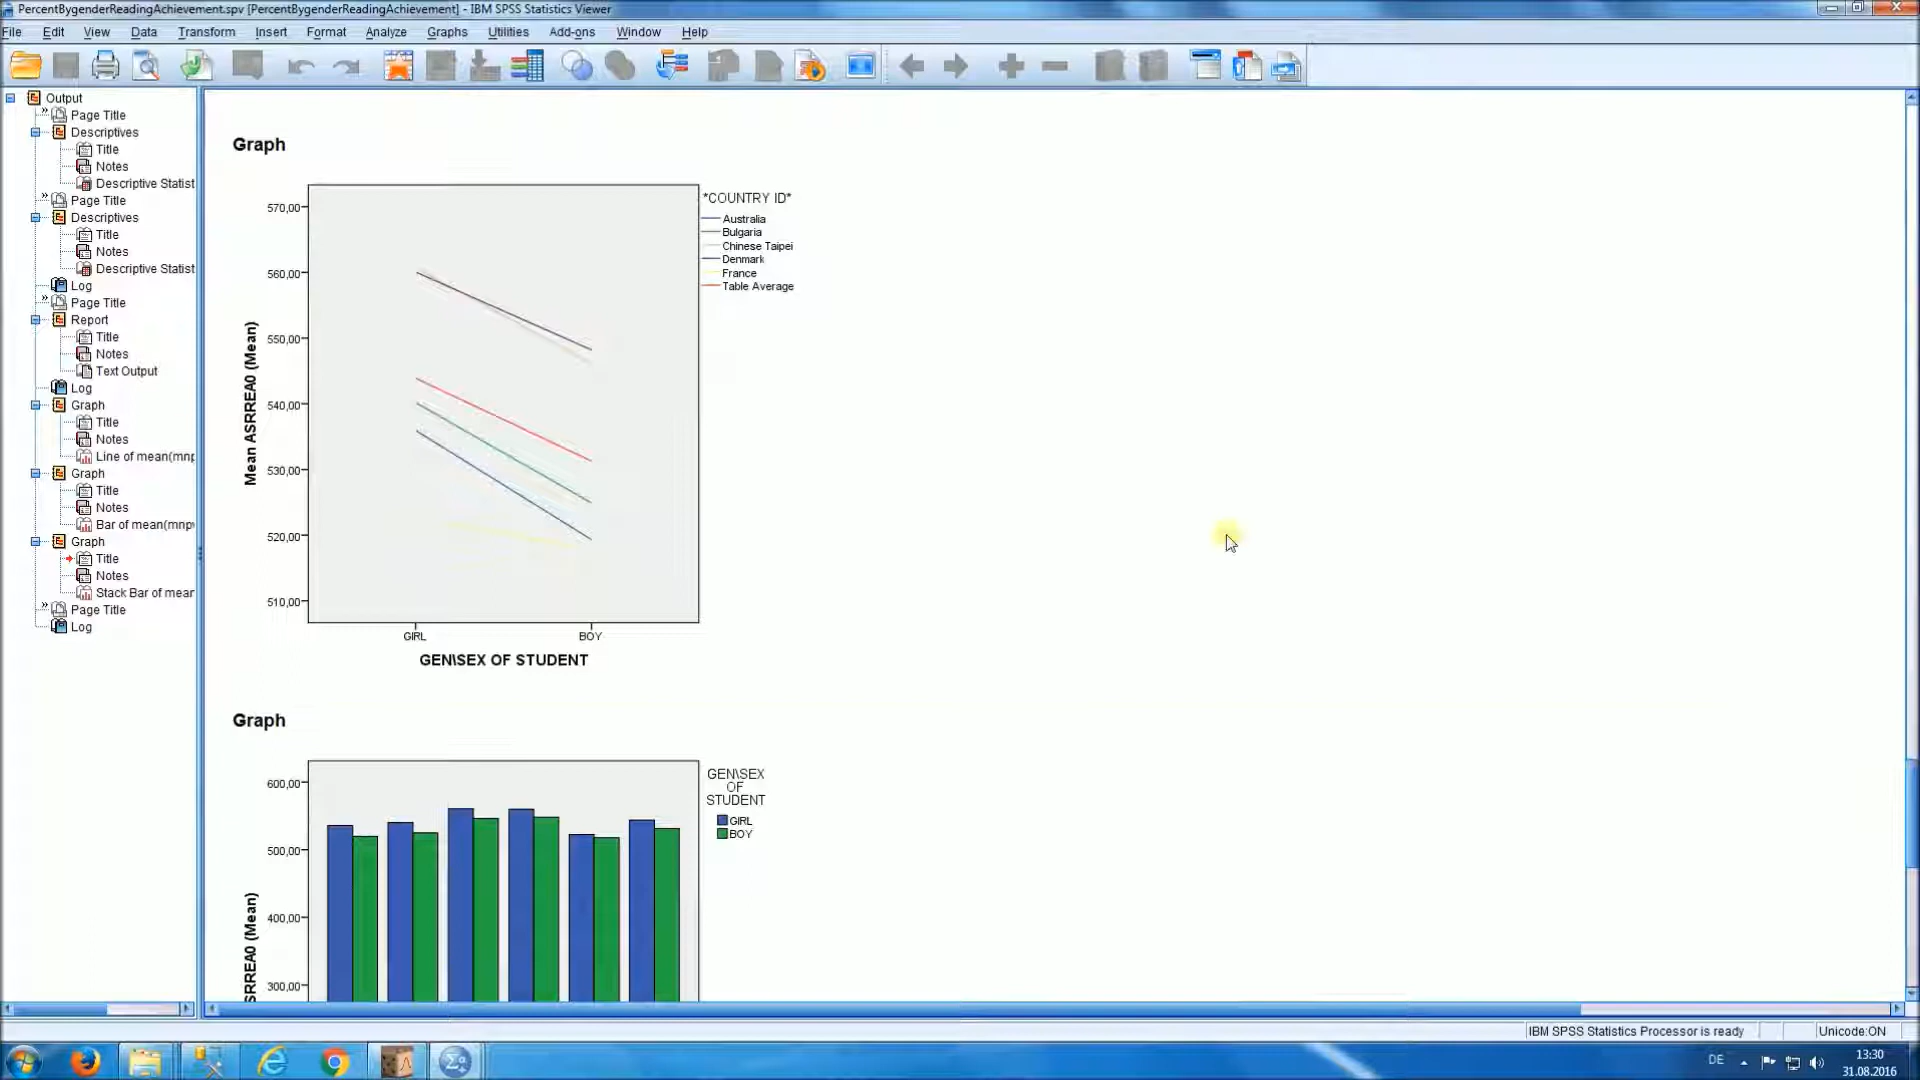 PercentBygenderReadingAchievement.spv [PercentBygenderReadingAchievement] - IBM SPSS Statistics Viewer
File Edit View Data Transform Insert Format Analyze Graphs Utilities Add-ons Window Help
Output
Page Title
Descriptives
Title
Notes
Descriptive Statist
Page Title
Descriptives
Title
Notes
Descriptive Statist
Log
Page Title
Report
Title
Notes
Text Output
Log
Graph
Title
Notes
Line of mean(mnp
Graph
Title
Notes
Bar of mean(mnp
Graph
Title
Notes
Stack Bar of mean
Page Title
Log
Graph
*COUNTRY ID*
Australia
Bulgaria
Chinese Taipei
Denmark
France
Table Average
570,00
560,00
550,00
540,00
530,00
520,00
510,00
Mean ASRREA0 (Mean)
GIRL BOY
GEN\SEX OF STUDENT
Graph
GEN\SEX
OF
STUDENT
GIRL
BOY
600,00
500,00
400,00
300,00
SRREA0 (Mean)
IBM SPSS Statistics Processor is ready
Unicode:ON
DE
13:30
31.08.2016